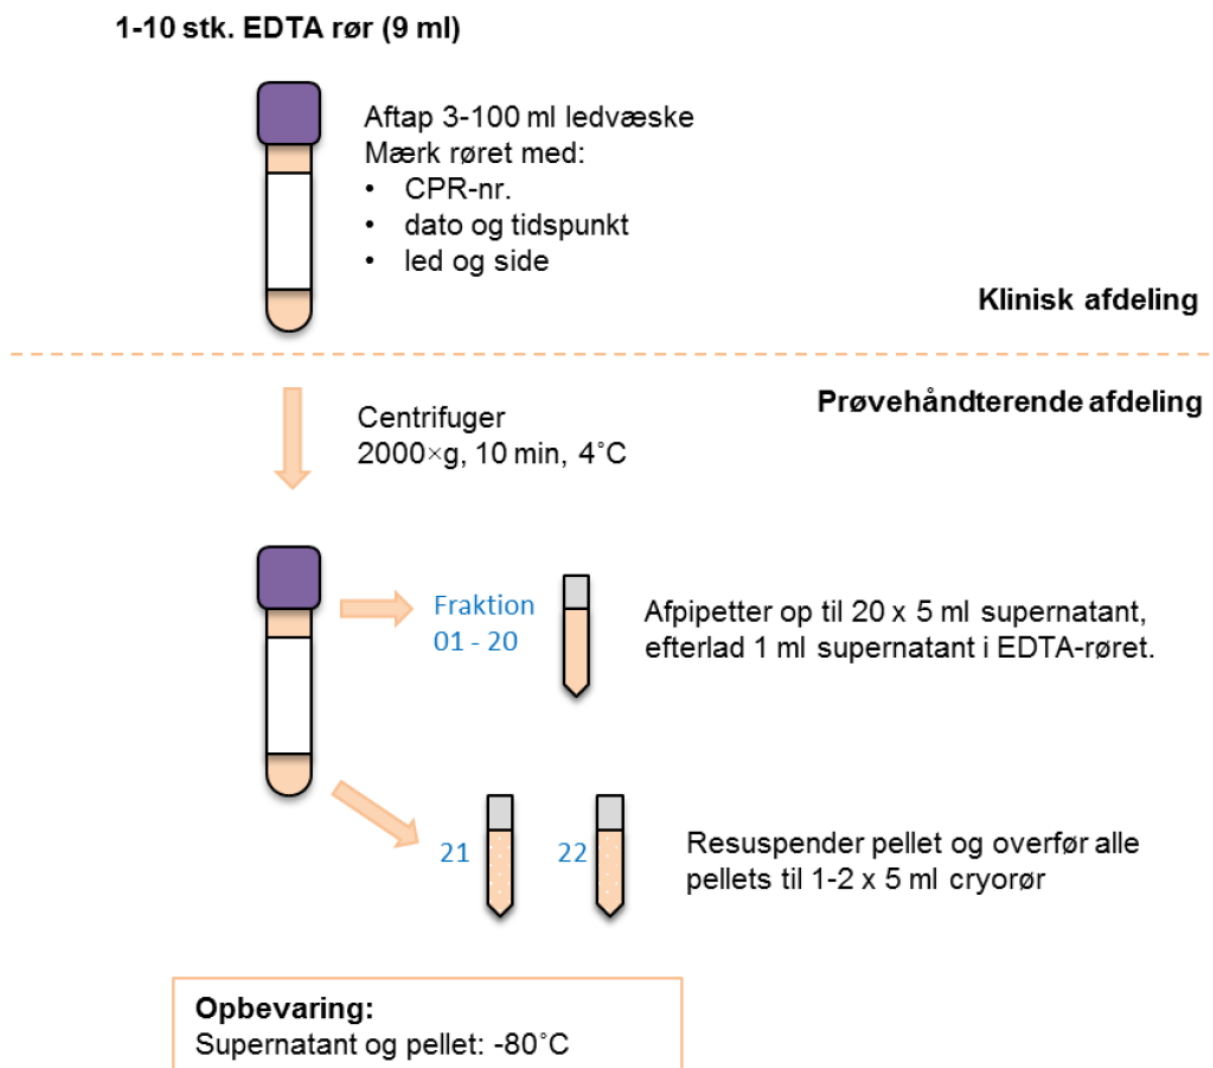 1-10 stk. EDTA rør (9 ml)
Aftap 3-100 ml ledvæske
Mærk røret med:
• CPR-nr.
• dato og tidspunkt
• led og side
Klinisk afdeling
Prøvehåndterende afdeling
Centrifuger
2000×g, 10 min, 4˚C
Fraktion
01 - 20
Afpipetter op til 20 x 5 ml supernatant,
efterlad 1 ml supernatant i EDTA-røret.
21
22
Resuspender pellet og overfør alle
pellets til 1-2 x 5 ml cryorør
Opbevaring:
Supernatant og pellet: -80˚C